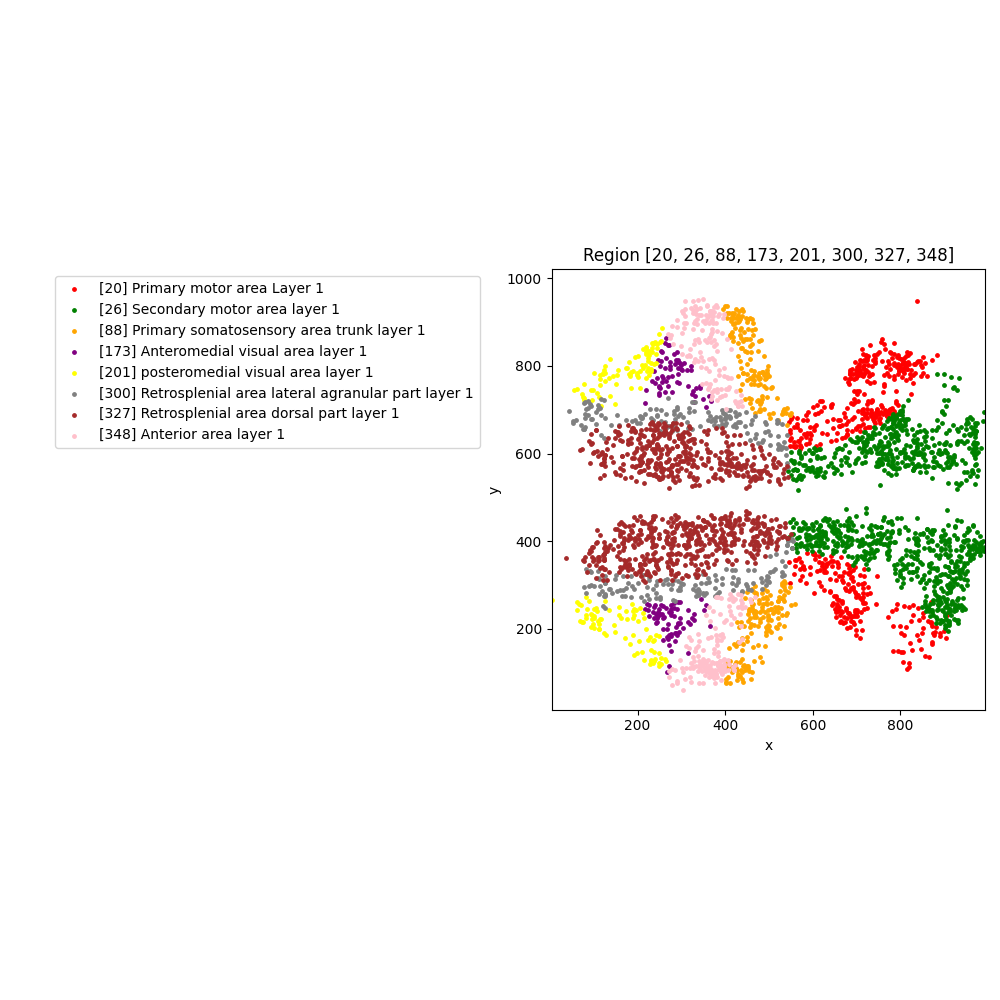 Region [20, 26, 88, 173, 201, 300, 327, 348]
[20] Primary motor area Layer 1
[26] Secondary motor area layer 1
[88] Primary somatosensory area trunk layer 1
[173] Anteromedial visual area layer 1
[201] posteromedial visual area layer 1
[300] Retrosplenial area lateral agranular part layer 1
[327] Retrosplenial area dorsal part layer 1
[348] Anterior area layer 1
1000
800
600
400
200
y
200 400 600 800
x